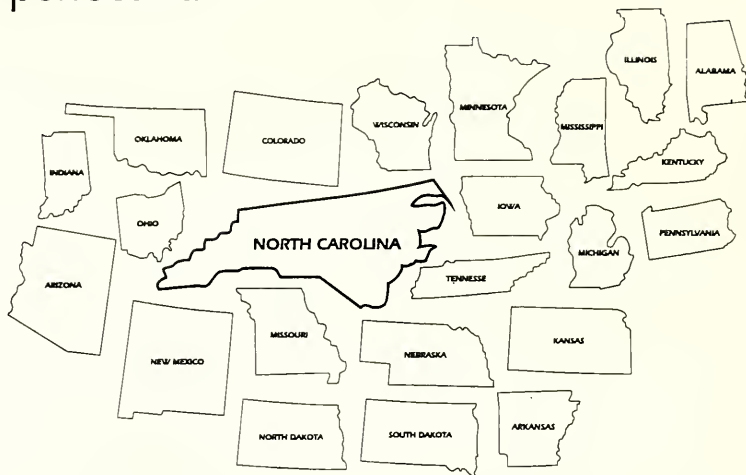 ILLINOIS
ALABAMA
MINNESOTA
WISCONSIN
MISSISSIPPI
OKLAHOMA
COLORADO
KENTUCKY
INDIANA
IOWA
OHIO
PENNSYLVANIA
NORTH CAROLINA
MICHIGAN
TENNESSE
ARIZONA
MISSOURI
KANSAS
NEBRASKA
NEW MEXICO
ARKANSAS
NORTH DAKOTA
SOUTH DAKOTA